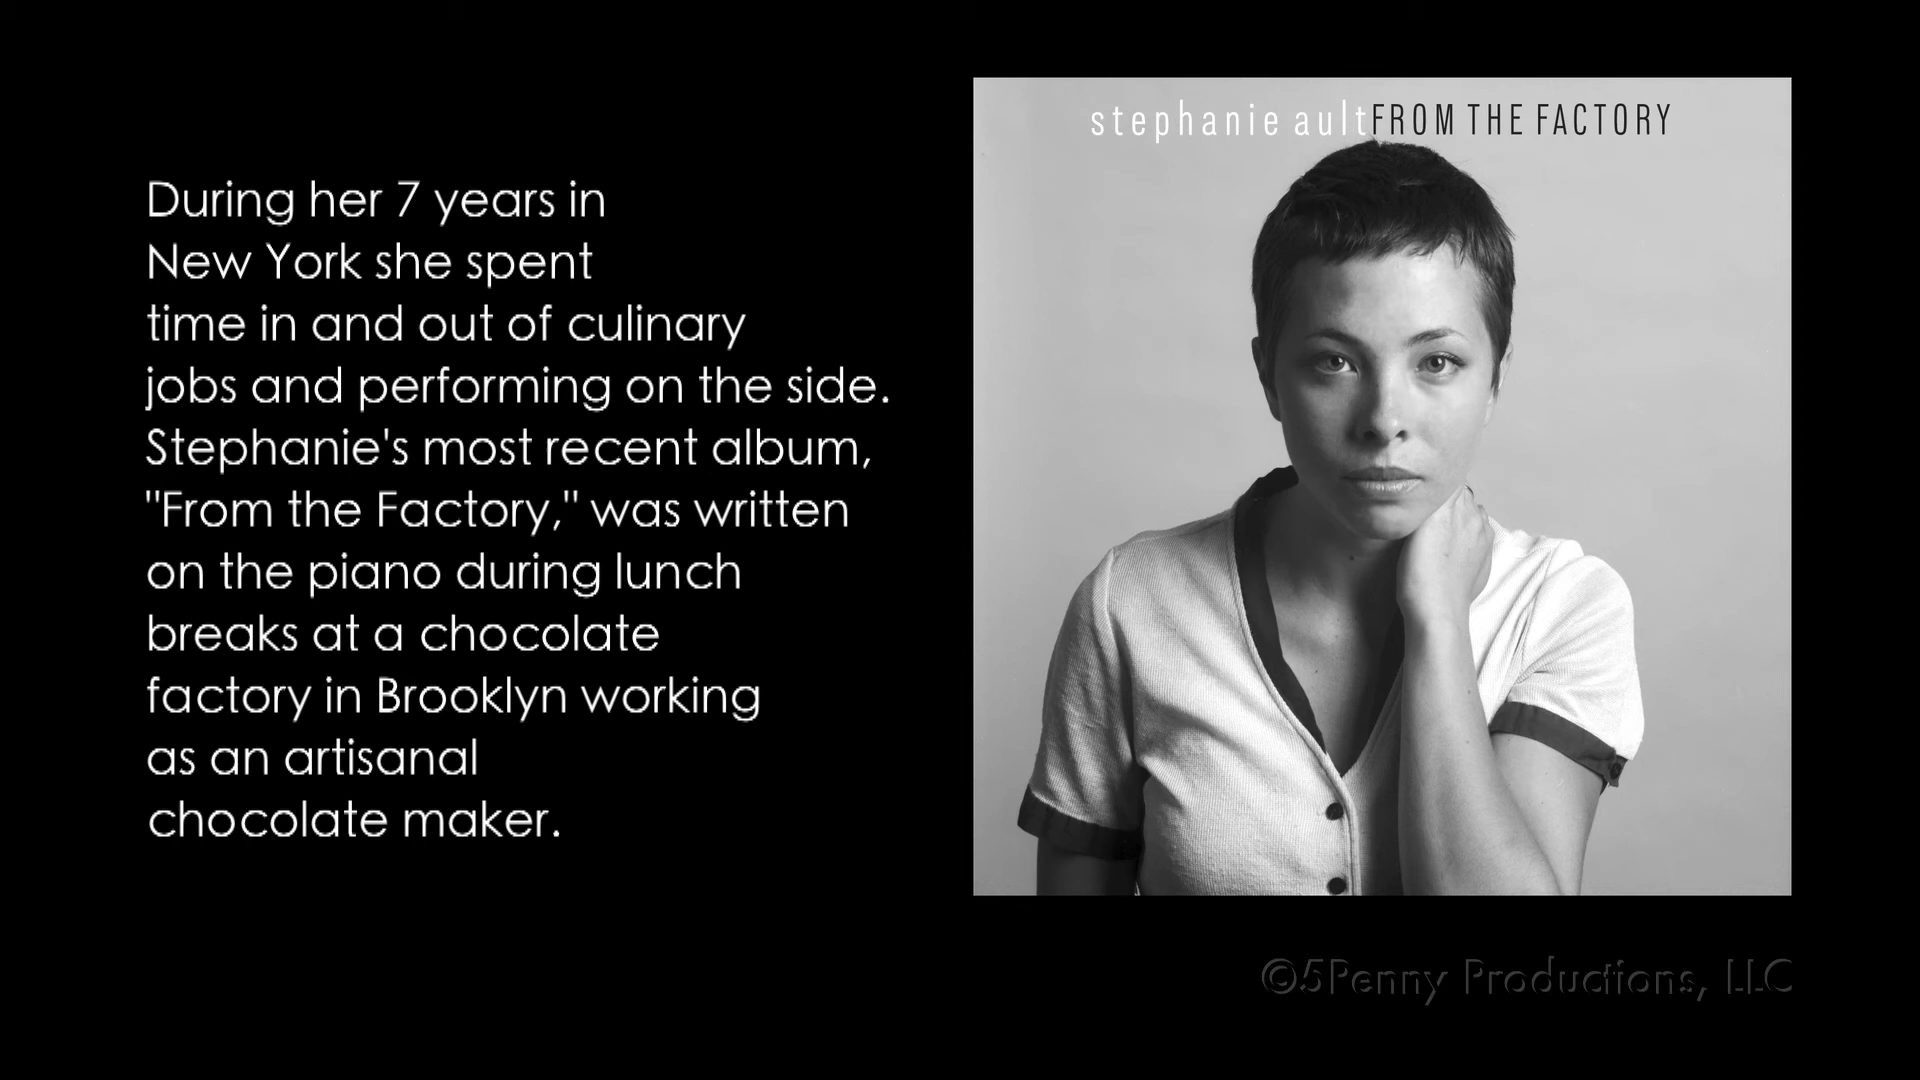 During her 7 years in
New York she spent
time in and out of culinary
jobs and performing on the side.
Stephanie's most recent album,
"From the Factory," was written
on the piano during lunch
breaks at a chocolate
factory in Brooklyn working
as an artisanal
chocolate maker.
stephanie aultFROM THE FACTORY
©5Penny Productions, LLC